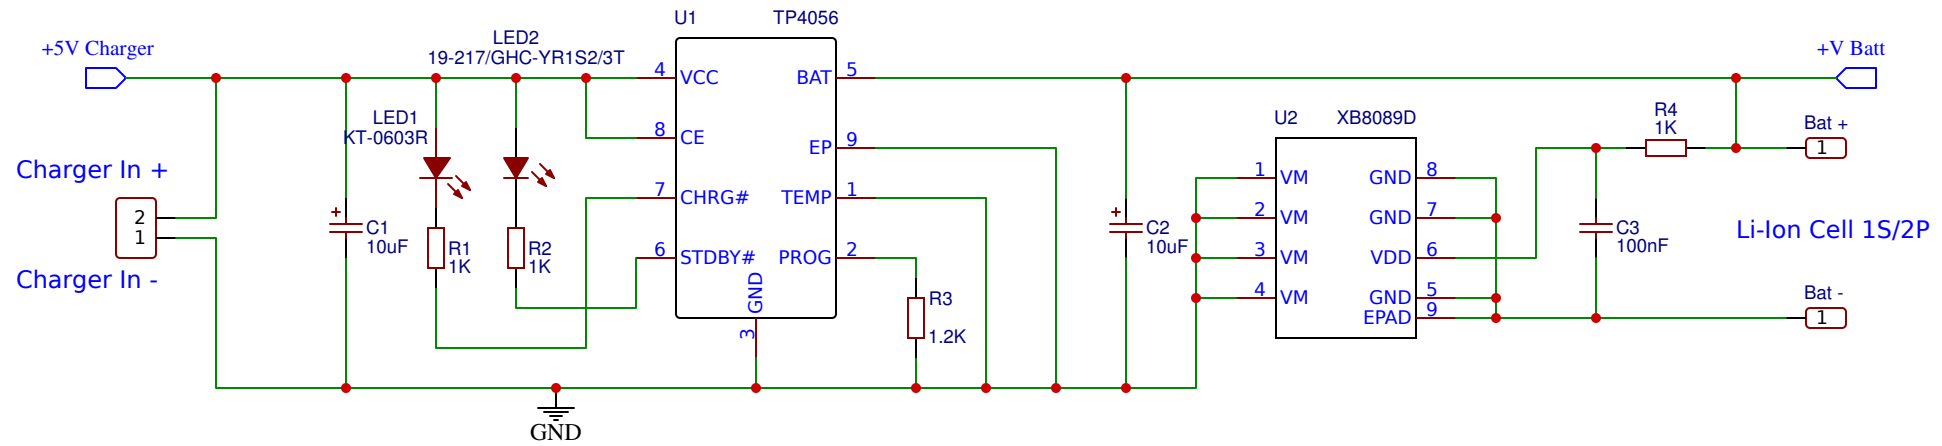 +5V Charger
LED2
19-217/GHC-YR1S2/3T
U1
TP4056
+V Batt
4
VCC
BAT
5
LED1
KT-0603R
8
CE
EP
9
U2
XB8089D
R4
1K
Bat +
1
Charger In +
2
1
Charger In -
C1
10uF
R1
1K
R2
1K
7
CHRG#
TEMP
1
6
STDBY#
PROG
2
GND
3
R3
1.2K
C2
10uF
1
VM
GND
8
2
VM
GND
7
3
VM
VDD
6
4
VM
GND
5
EPAD
9
C3
100nF
Li-Ion Cell 1S/2P
Bat -
1
GND